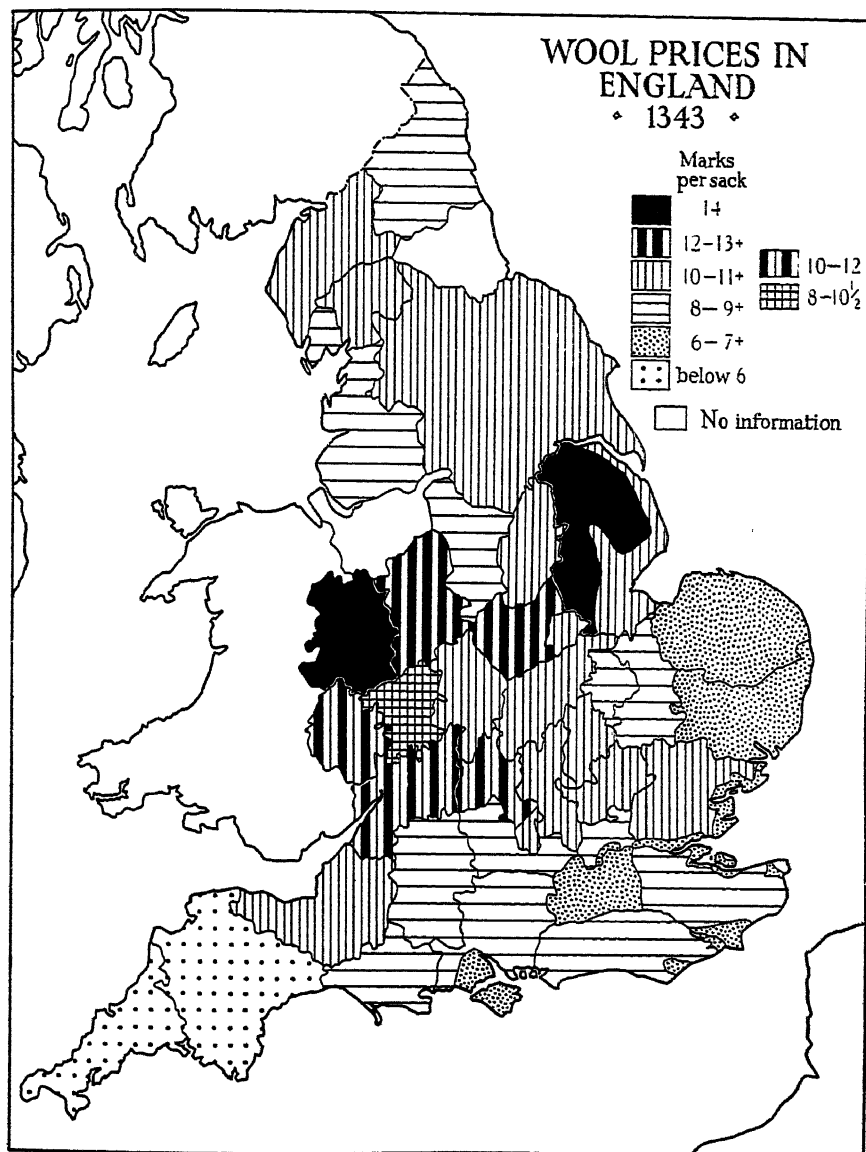 WOOL PRICES IN
ENGLAND
1343
Marks
per sack
14
12–13+
10–11+
8–9+
6–7+
below 6
10–12
8–10½
No information